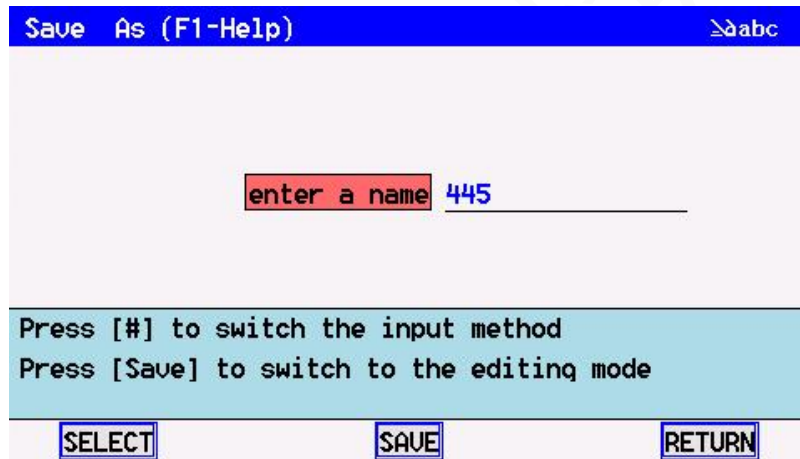 Save As (F1-Help) abc
enter a name 445
Press [#] to switch the input method
Press [Save] to switch to the editing mode
SELECT SAVE RETURN